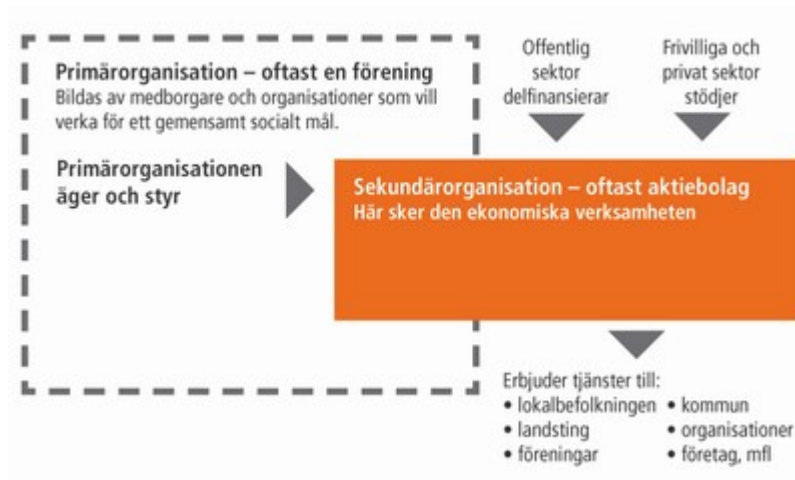 Primärorganisation – oftast en förening
Bildas av medborgare och organisationer som vill
verka för ett gemensamt socialt mål.
Primärorganisationen
äger och styr
Offentlig
sektor
delfinansierar
Frivilliga och
privat sektor
stödjer
Sekundärorganisation – oftast aktiebolag
Här sker den ekonomiska verksamheten
Erbjuder tjänster till:
• lokalbefolkningen
• landsting
• föreningar
• kommun
• organisationer
• företag, mfl